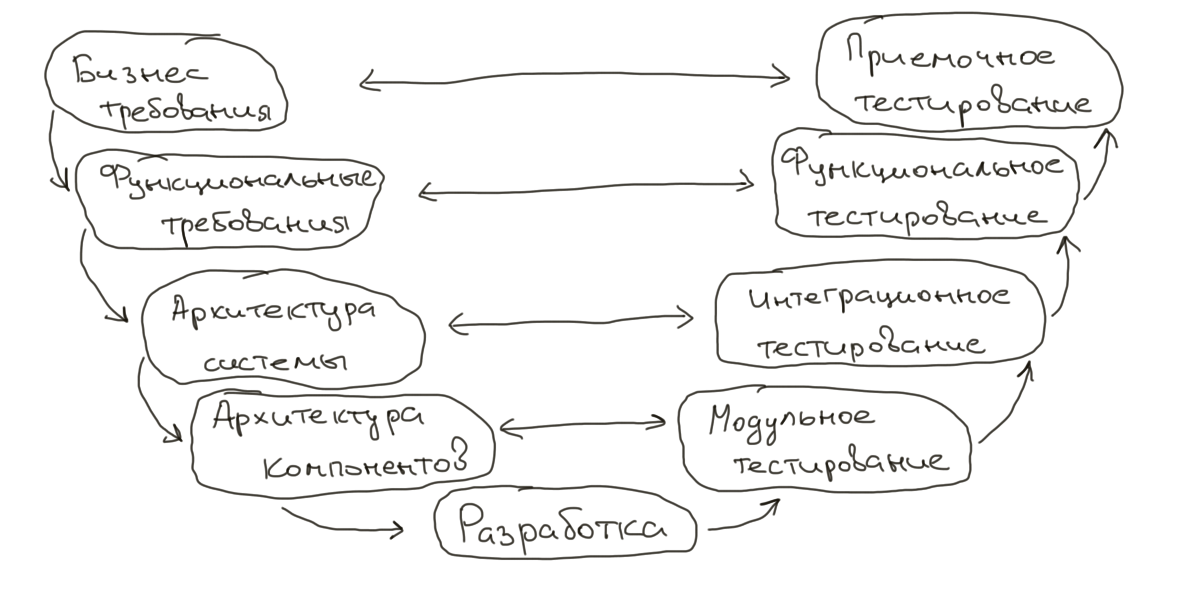 Бизнес
требования
Приемочное
тестирование
Функциональные
требования
Функциональное
тестирование
Архитектура
системы
Интеграционное
тестирование
Архитектура
компонентов
Модульное
тестирование
Разработка